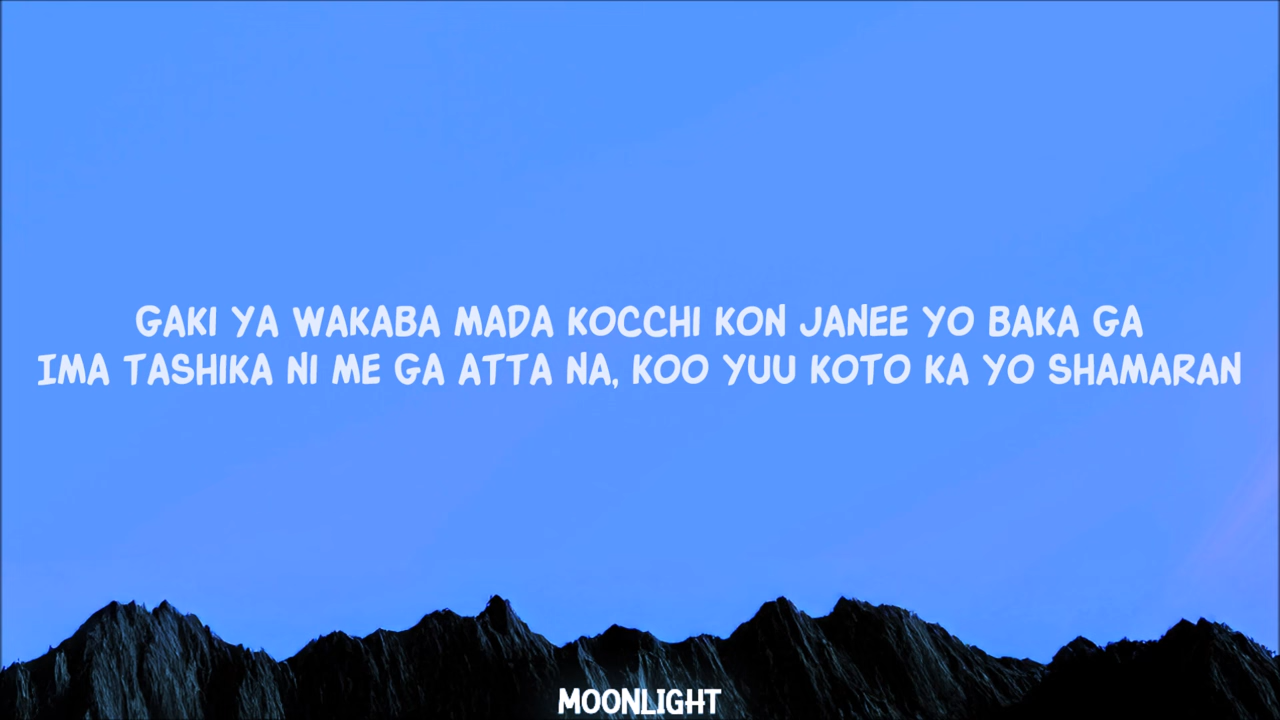 GAKI YA WAKABA MADA KOCCHI KON JANEE YO BAKA GA
IMA TASHIKA NI ME GA ATTA NA, KOO YUU KOTO KA YO SHAMARAN
MOONLIGHT